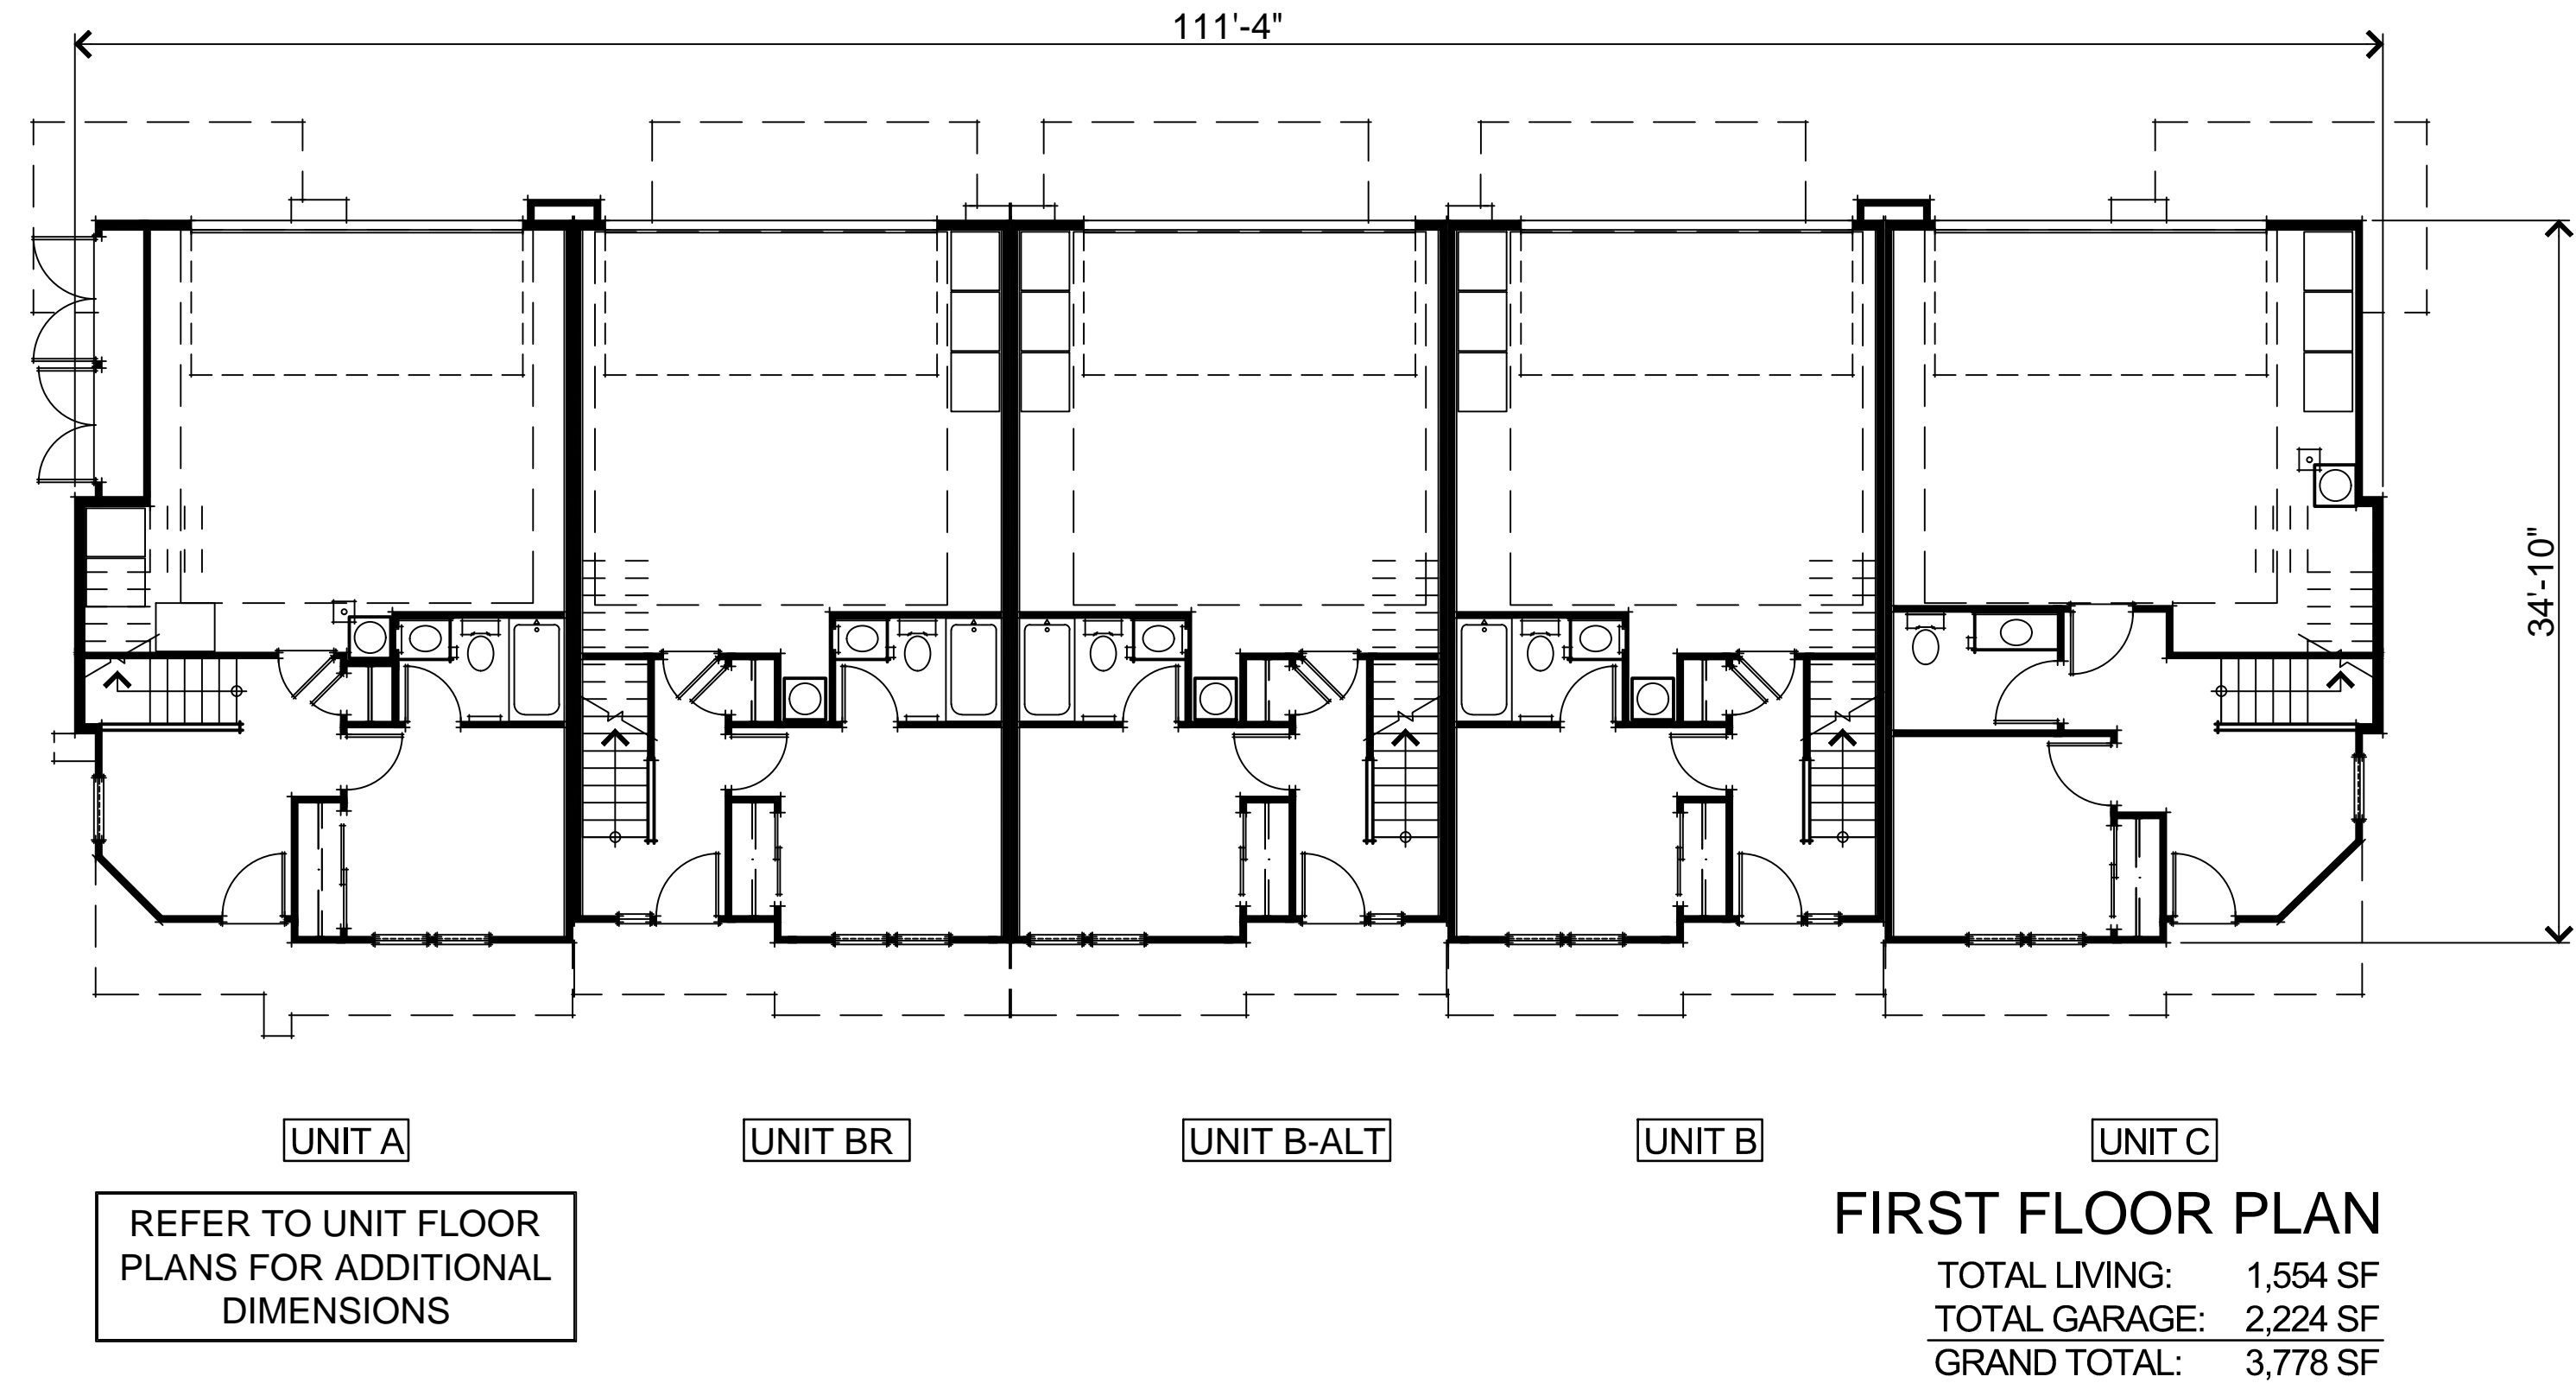 111'-4"
34'-10"
UNIT A
UNIT BR
UNIT B-ALT
UNIT B
UNIT C
REFER TO UNIT FLOOR
PLANS FOR ADDITIONAL
DIMENSIONS
FIRST FLOOR PLAN
TOTAL LIVING: 1,554 SF
TOTAL GARAGE: 2,224 SF
GRAND TOTAL: 3,778 SF